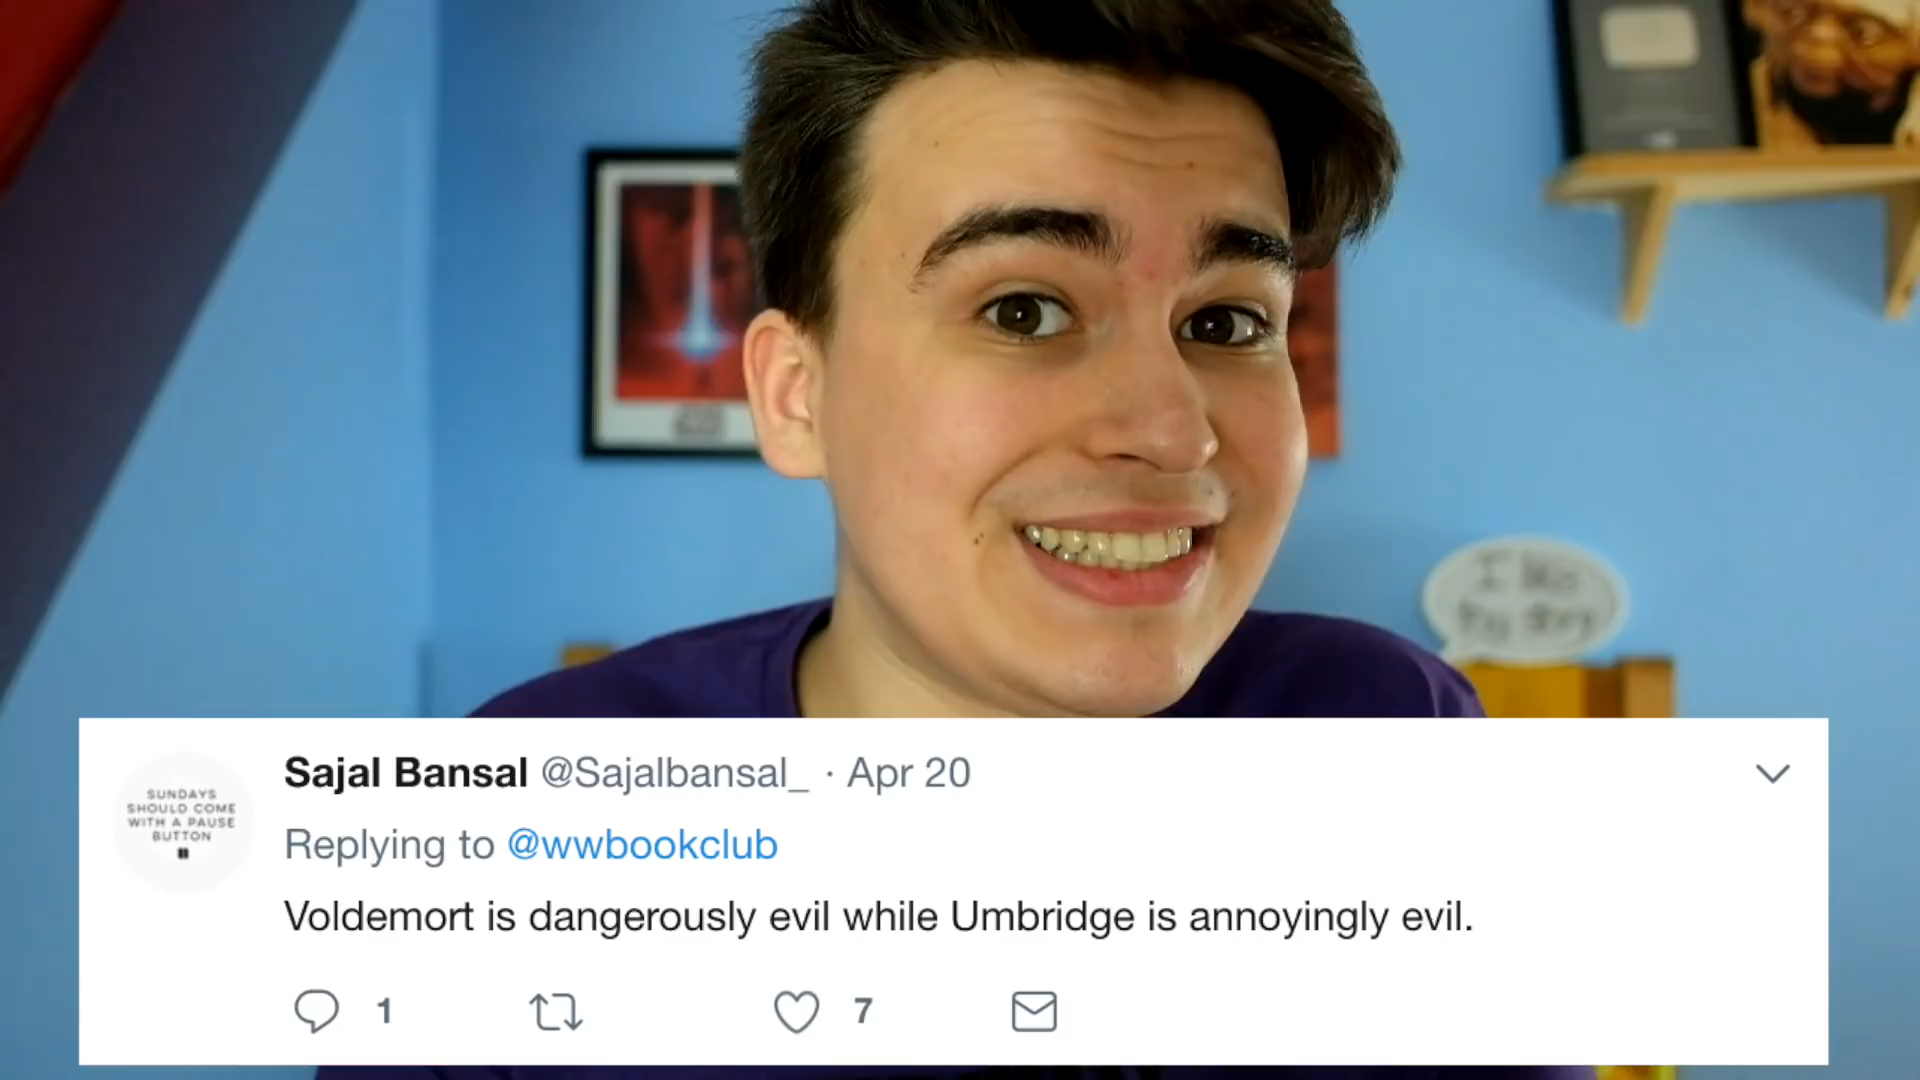 I like
Sajal Bansal @Sajalbansal_ · Apr 20
SUNDAYS
SHOULD COME
WITH A PAUSE
BUTTON
Replying to @wwbookclub
Voldemort is dangerously evil while Umbridge is annoyingly evil.
1 7